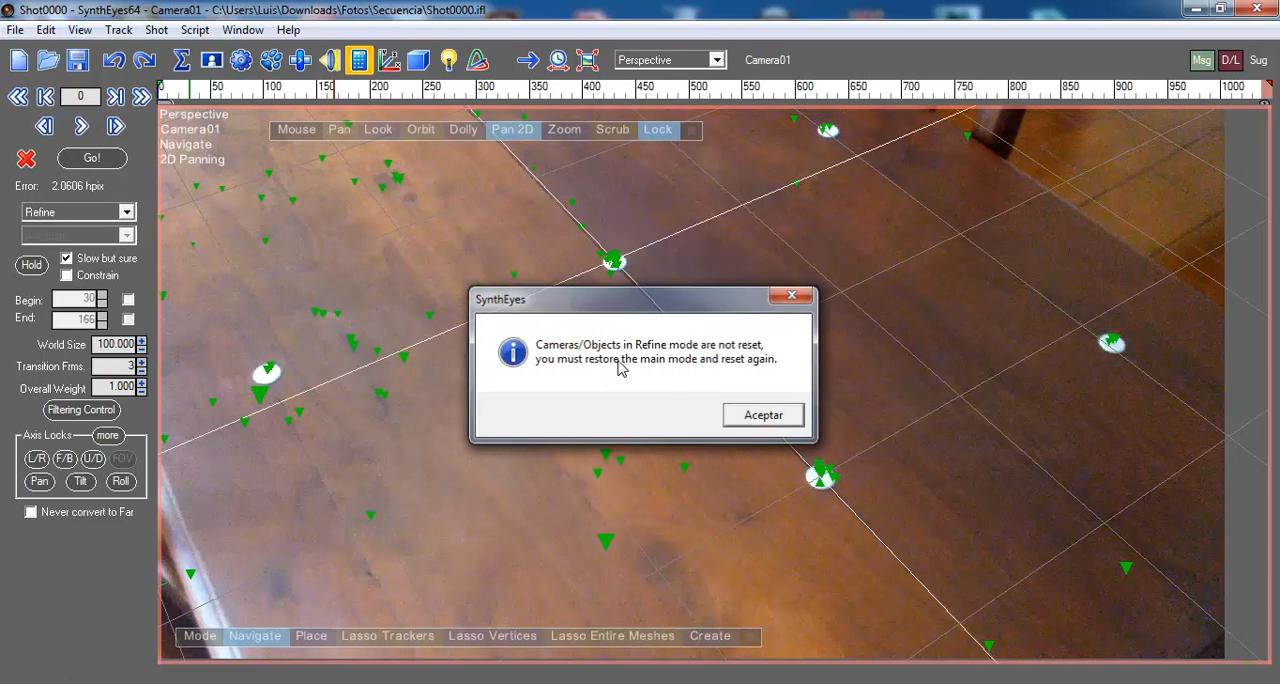 Shot0000 - SynthEyes64 - Camera01 - C:\Users\Luis\Downloads\Fotos\Secuencia\Shot0000.ifl
File Edit View Track Shot Script Window Help
Perspective Camera01 Msg D/L Sug
0 0 50 100 150 200 250 300 350 400 450 500 550 600 650 700 750 800 850 900 950 1000
Perspective
Camera01
Navigate
2D Panning
Mouse Pan Look Orbit Dolly Pan 2D Zoom Scrub Lock
Go!
Error: 2.0606 hpix
Refine
Hold
Slow but sure
Constrain
Begin: 30
End: 166
World Size 100.000
Transition Frms. 3
Overall Weight 1.000
Filtering Control
Axis Locks more
L/R F/B U/D FOV
Pan Tilt Roll
Never convert to Far
SynthEyes
Cameras/Objects in Refine mode are not reset,
you must restore the main mode and reset again.
Aceptar
Mode Navigate Place Lasso Trackers Lasso Vertices Lasso Entire Meshes Create